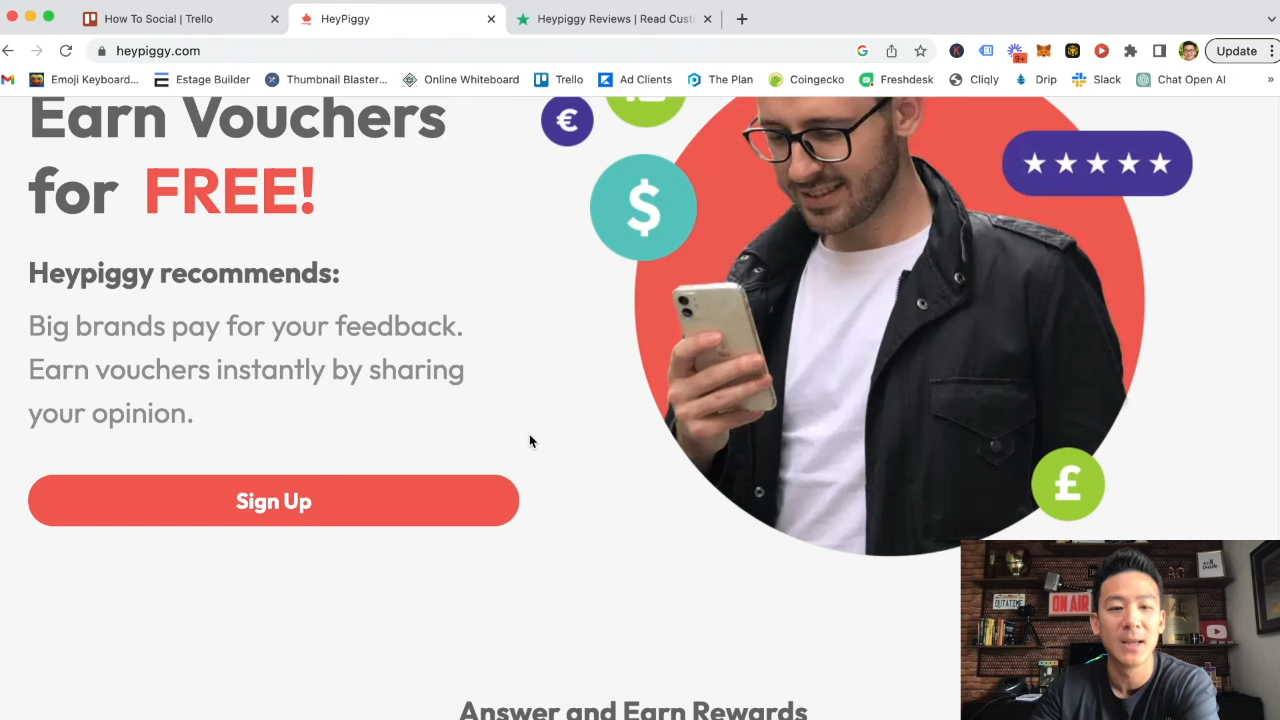 How To Social | Trello
HeyPiggy
Heypiggy Reviews | Read Cust
heypiggy.com
Update
9+
Emoji Keyboard...
Estage Builder
Thumbnail Blaster...
Online Whiteboard
Trello
Ad Clients
The Plan
Coingecko
Freshdesk
Cliqly
Drip
Slack
Chat Open AI
»
Earn Vouchers
for FREE!
Heypiggy recommends:
Big brands pay for your feedback.
Earn vouchers instantly by sharing
your opinion.
Sign Up
€
$
£
OUTATIME
ON AIR
Answer and Earn Rewards